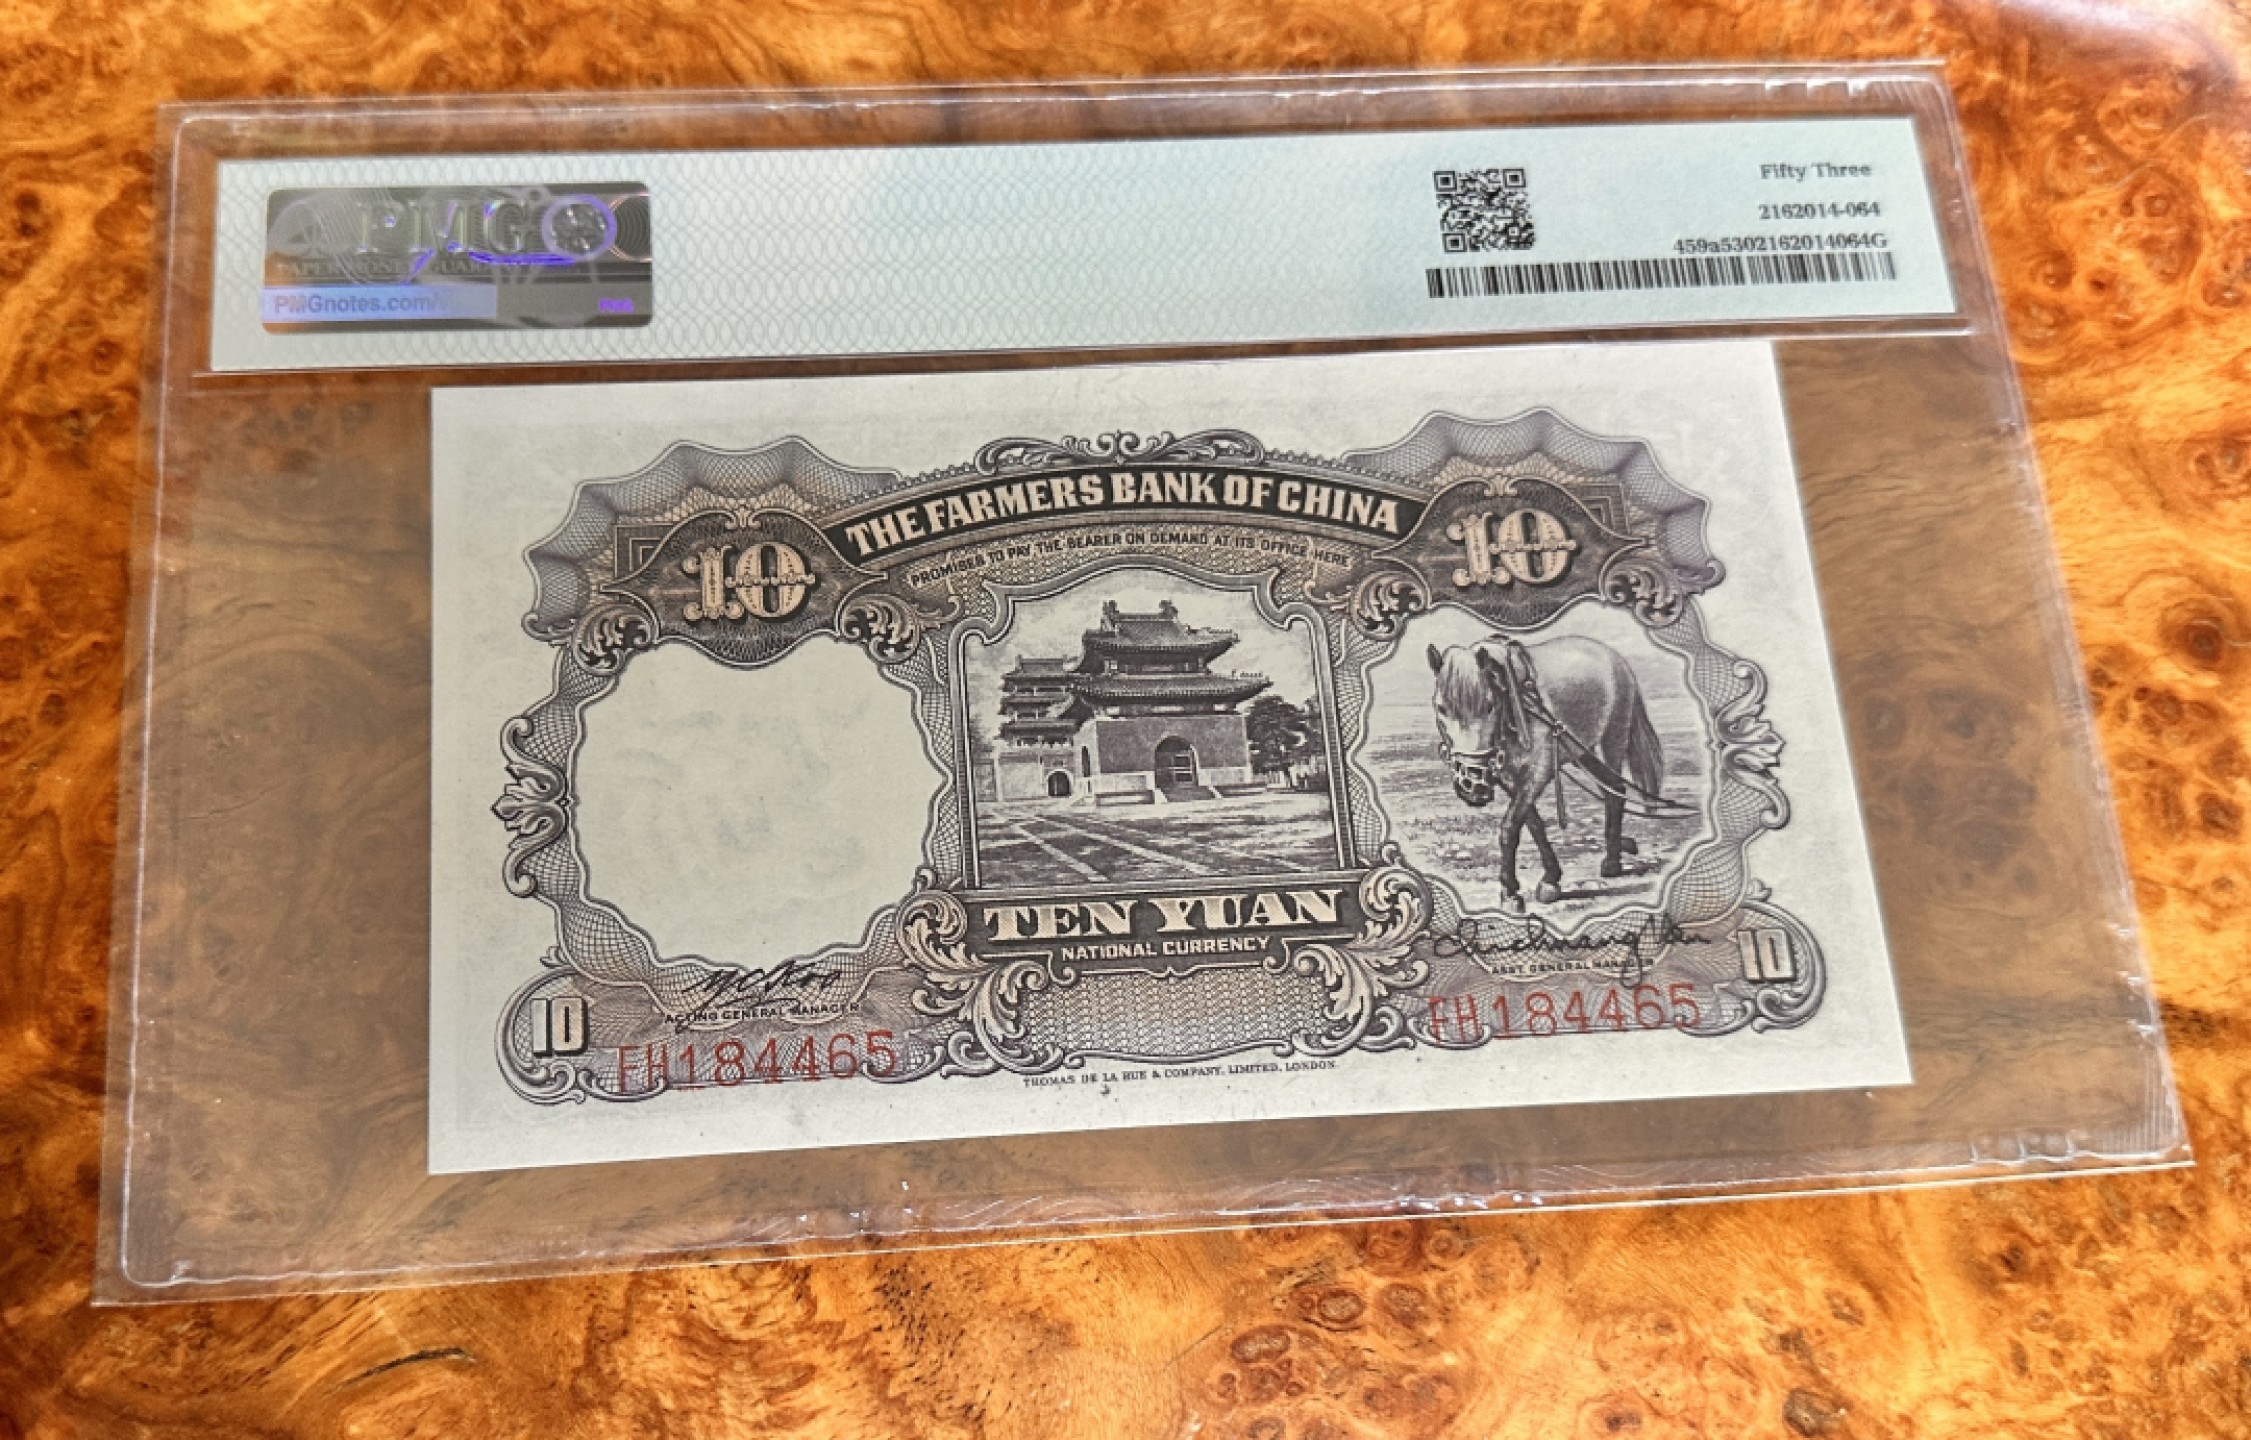 PMG
PMGnotes.com/
PMG
Fifty Three
2162014-064
459a5302162014064G
THE FARMERS BANK OF CHINA
PROMISES TO PAY THE BEARER ON DEMAND AT ITS OFFICE HERE
10
10
TEN YUAN
NATIONAL CURRENCY
ACTING GENERAL MANAGER
ASST. GENERAL MANAGER
10
10
FH184465
FH184465
THOMAS DE LA RUE & COMPANY, LIMITED, LONDON.